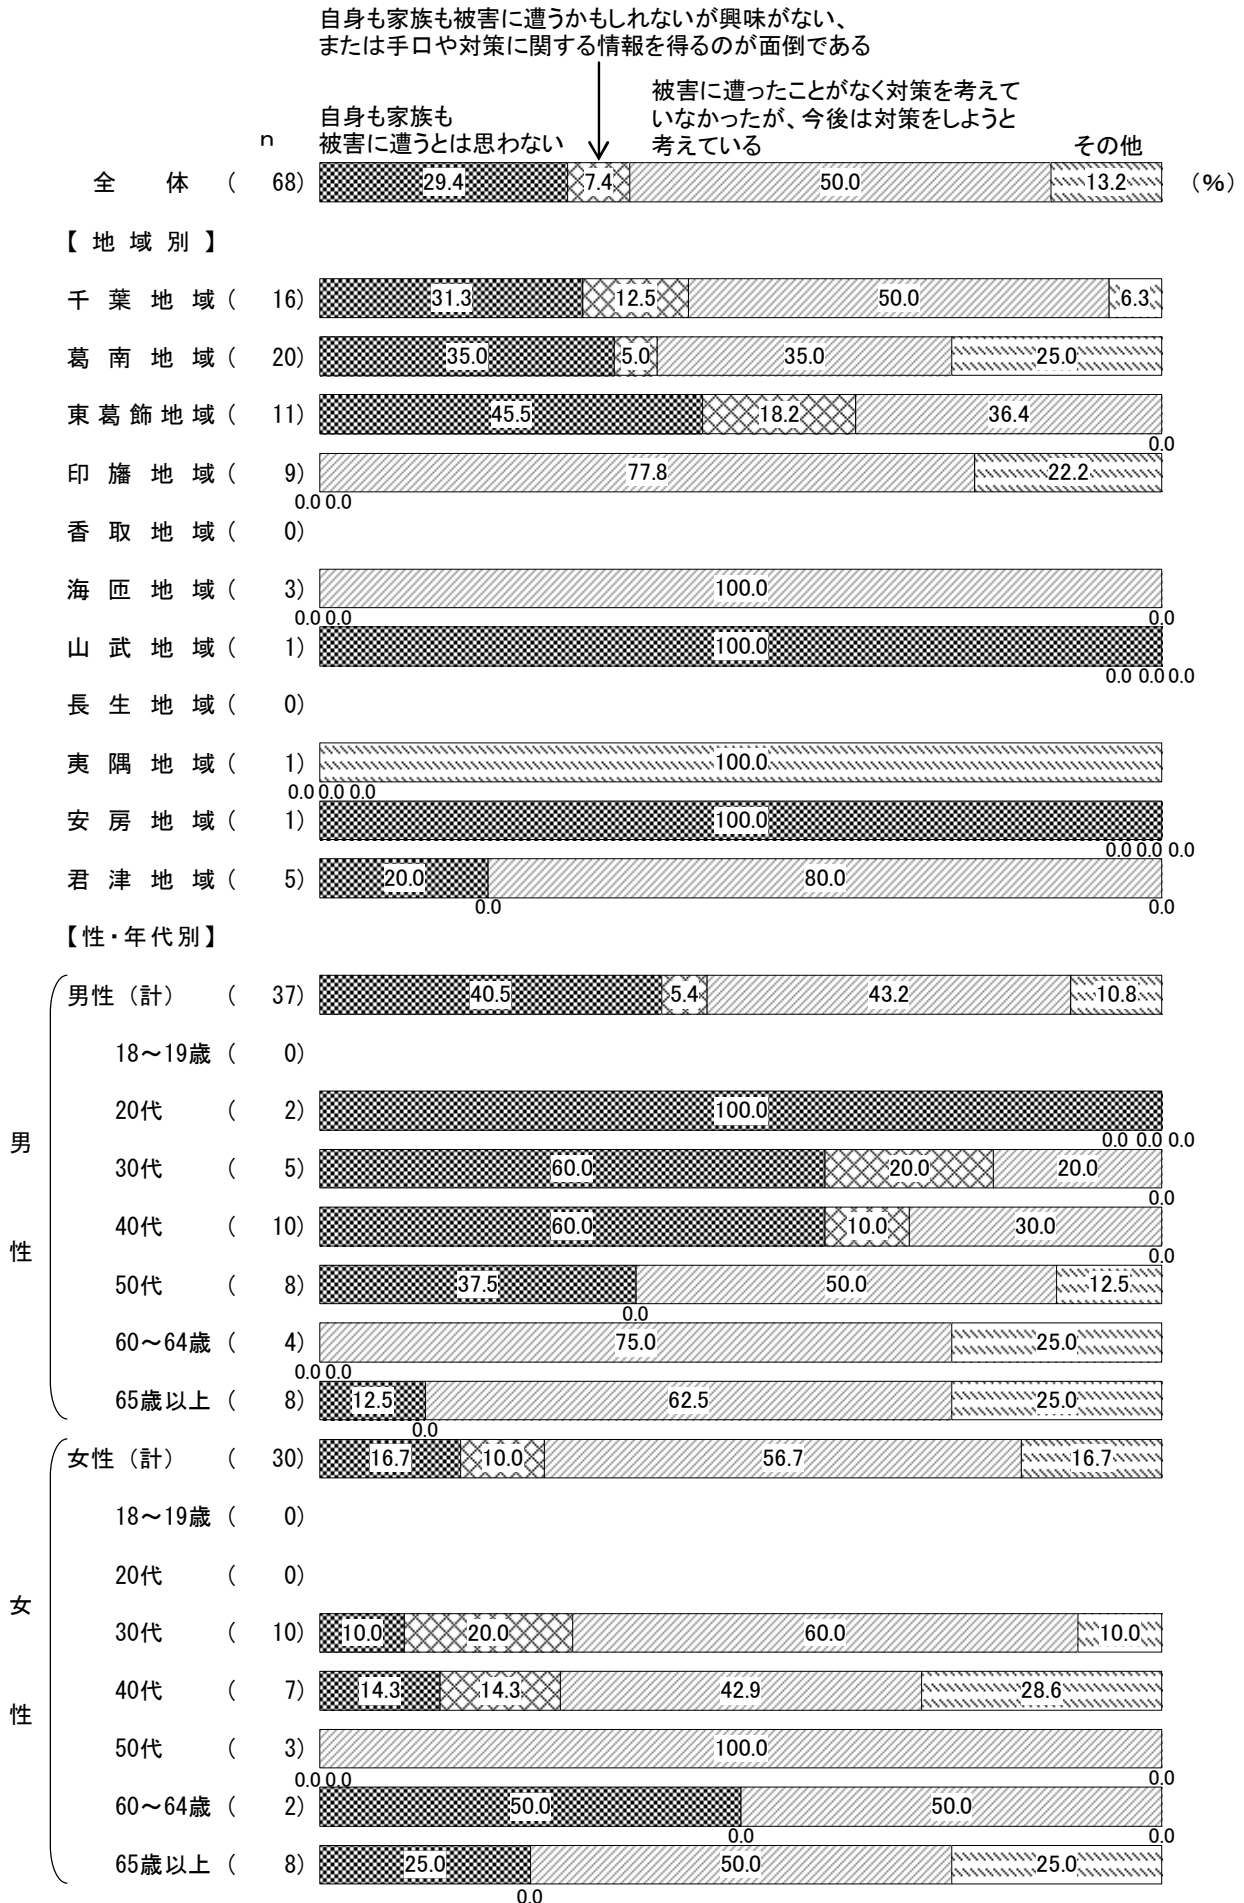 自身も家族も被害に遭うかもしれないが興味がない、
または手口や対策に関する情報を得るのが面倒である
被害に遭ったことがなく対策を考えて
いなかったが、今後は対策をしようと
考えている
自身も家族も
被害に遭うとは思わない
その他
n
全体 ( 68) 29.4 7.4 50.0 13.2 (%)
【地域別】
千葉地域 ( 16) 31.3 12.5 50.0 6.3
葛南地域 ( 20) 35.0 5.0 35.0 25.0
東葛飾地域 ( 11) 45.5 18.2 36.4
0.0
印旛地域 ( 9) 77.8 22.2
0.0 0.0
香取地域 ( 0)
海匝地域 ( 3) 100.0
0.0 0.0 0.0
山武地域 ( 1) 100.0
0.0 0.0 0.0
長生地域 ( 0)
夷隅地域 ( 1) 100.0
0.0 0.0 0.0
安房地域 ( 1) 100.0
0.0 0.0 0.0
君津地域 ( 5) 20.0 80.0
0.0 0.0
【性・年代別】
男性
男性(計) ( 37) 40.5 5.4 43.2 10.8
18~19歳 ( 0)
20代 ( 2) 100.0
0.0 0.0 0.0
30代 ( 5) 60.0 20.0 20.0
0.0
40代 ( 10) 60.0 10.0 30.0
0.0
50代 ( 8) 37.5 50.0 12.5
0.0
60~64歳 ( 4) 75.0 25.0
0.0 0.0
65歳以上 ( 8) 12.5 62.5 25.0
0.0
女性
女性(計) ( 30) 16.7 10.0 56.7 16.7
18~19歳 ( 0)
20代 ( 0)
30代 ( 10) 10.0 20.0 60.0 10.0
40代 ( 7) 14.3 14.3 42.9 28.6
50代 ( 3) 100.0
0.0 0.0 0.0
60~64歳 ( 2) 50.0 50.0
0.0 0.0
65歳以上 ( 8) 25.0 50.0 25.0
0.0